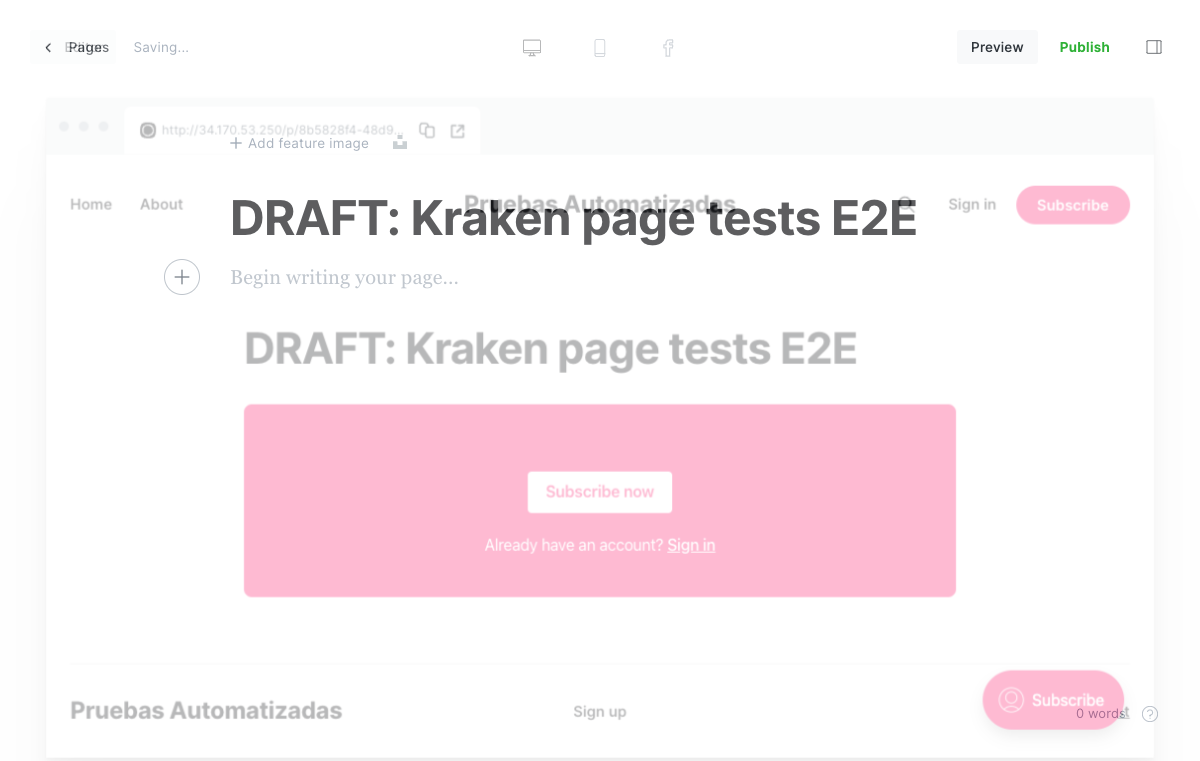 Editor
Pages
Saving...
Preview
Publish
http://34.170.53.250/p/8b5828f4-48d9...
Add feature image
Home
About
Pruebas Automatizadas
Sign in
Subscribe
DRAFT: Kraken page tests E2E
Begin writing your page...
DRAFT: Kraken page tests E2E
Subscribe now
Already have an account? Sign in
Pruebas Automatizadas
Sign up
Subscribe
0 words